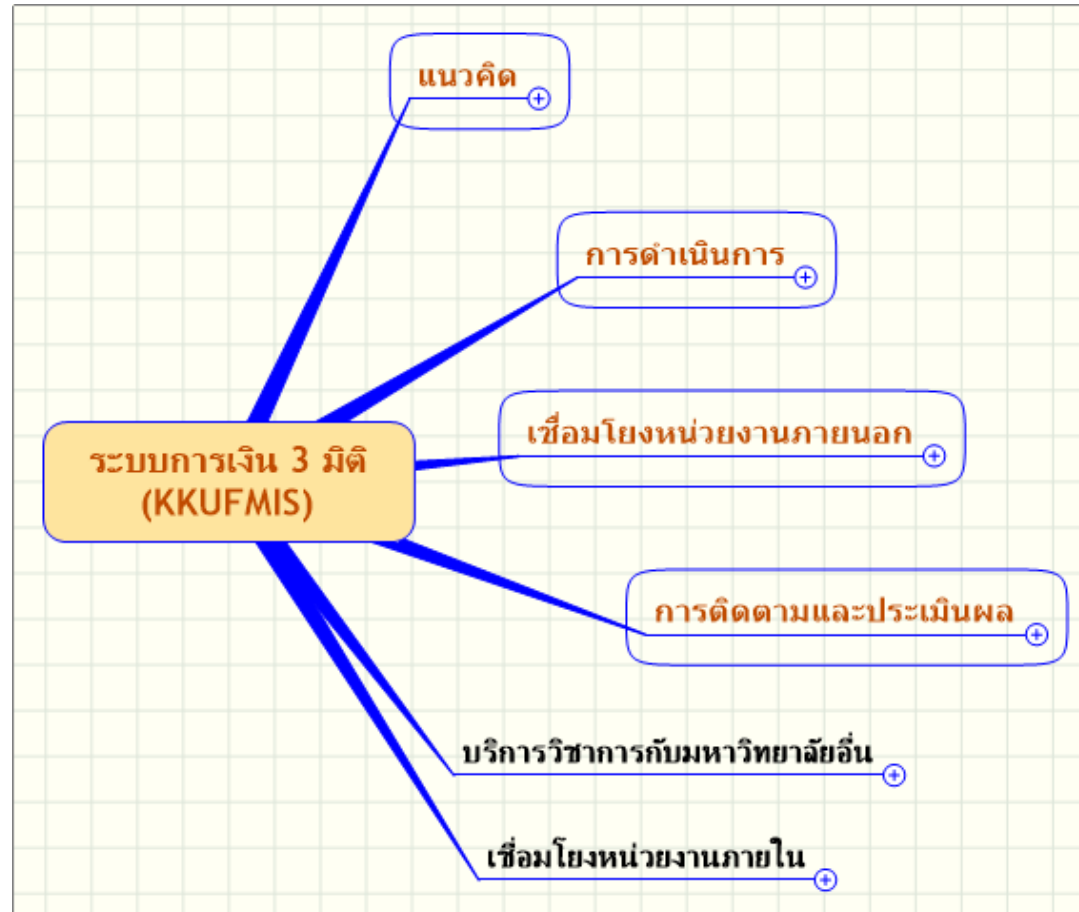 แนวคิด
การดำเนินการ
เชื่อมโยงหน่วยงานภายนอก
ระบบการเงิน 3 มิติ
(KKUFMIS)
การติดตามและประเมินผล
บริการวิชาการกับมหาวิทยาลัยอื่น
เชื่อมโยงหน่วยงานภายใน